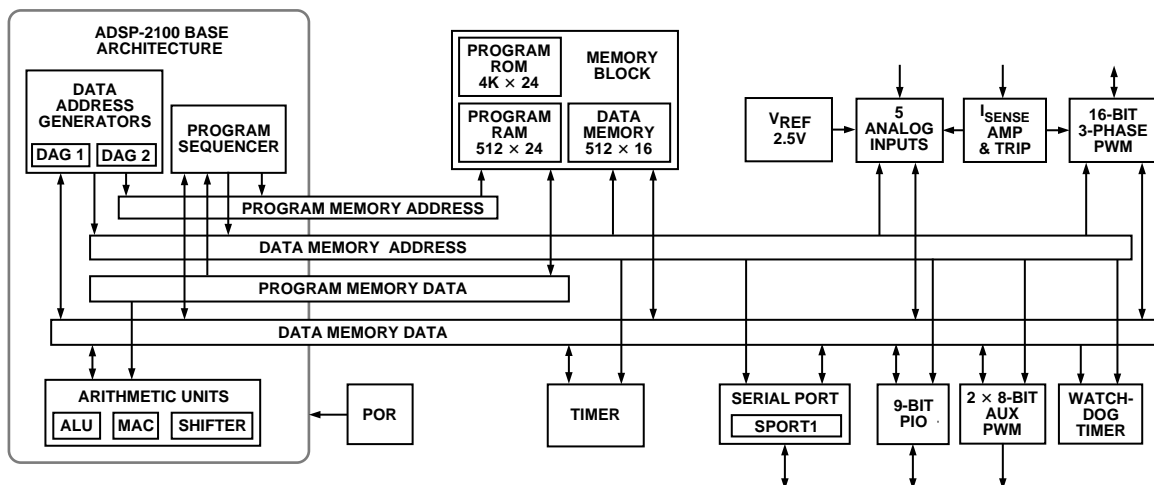 ADSP-2100 BASE
ARCHITECTURE
DATA
ADDRESS
GENERATORS
DAG 1
DAG 2
PROGRAM
SEQUENCER
PROGRAM
ROM
4K × 24
MEMORY
BLOCK
PROGRAM
RAM
512 × 24
DATA
MEMORY
512 × 16
VREF
2.5V
5
ANALOG
INPUTS
ISENSE
AMP
& TRIP
16-BIT
3-PHASE
PWM
PROGRAM MEMORY ADDRESS
DATA MEMORY ADDRESS
PROGRAM MEMORY DATA
DATA MEMORY DATA
ARITHMETIC UNITS
ALU
MAC
SHIFTER
POR
TIMER
SERIAL PORT
SPORT1
9-BIT
PIO
2 × 8-BIT
AUX
PWM
WATCH-
DOG
TIMER